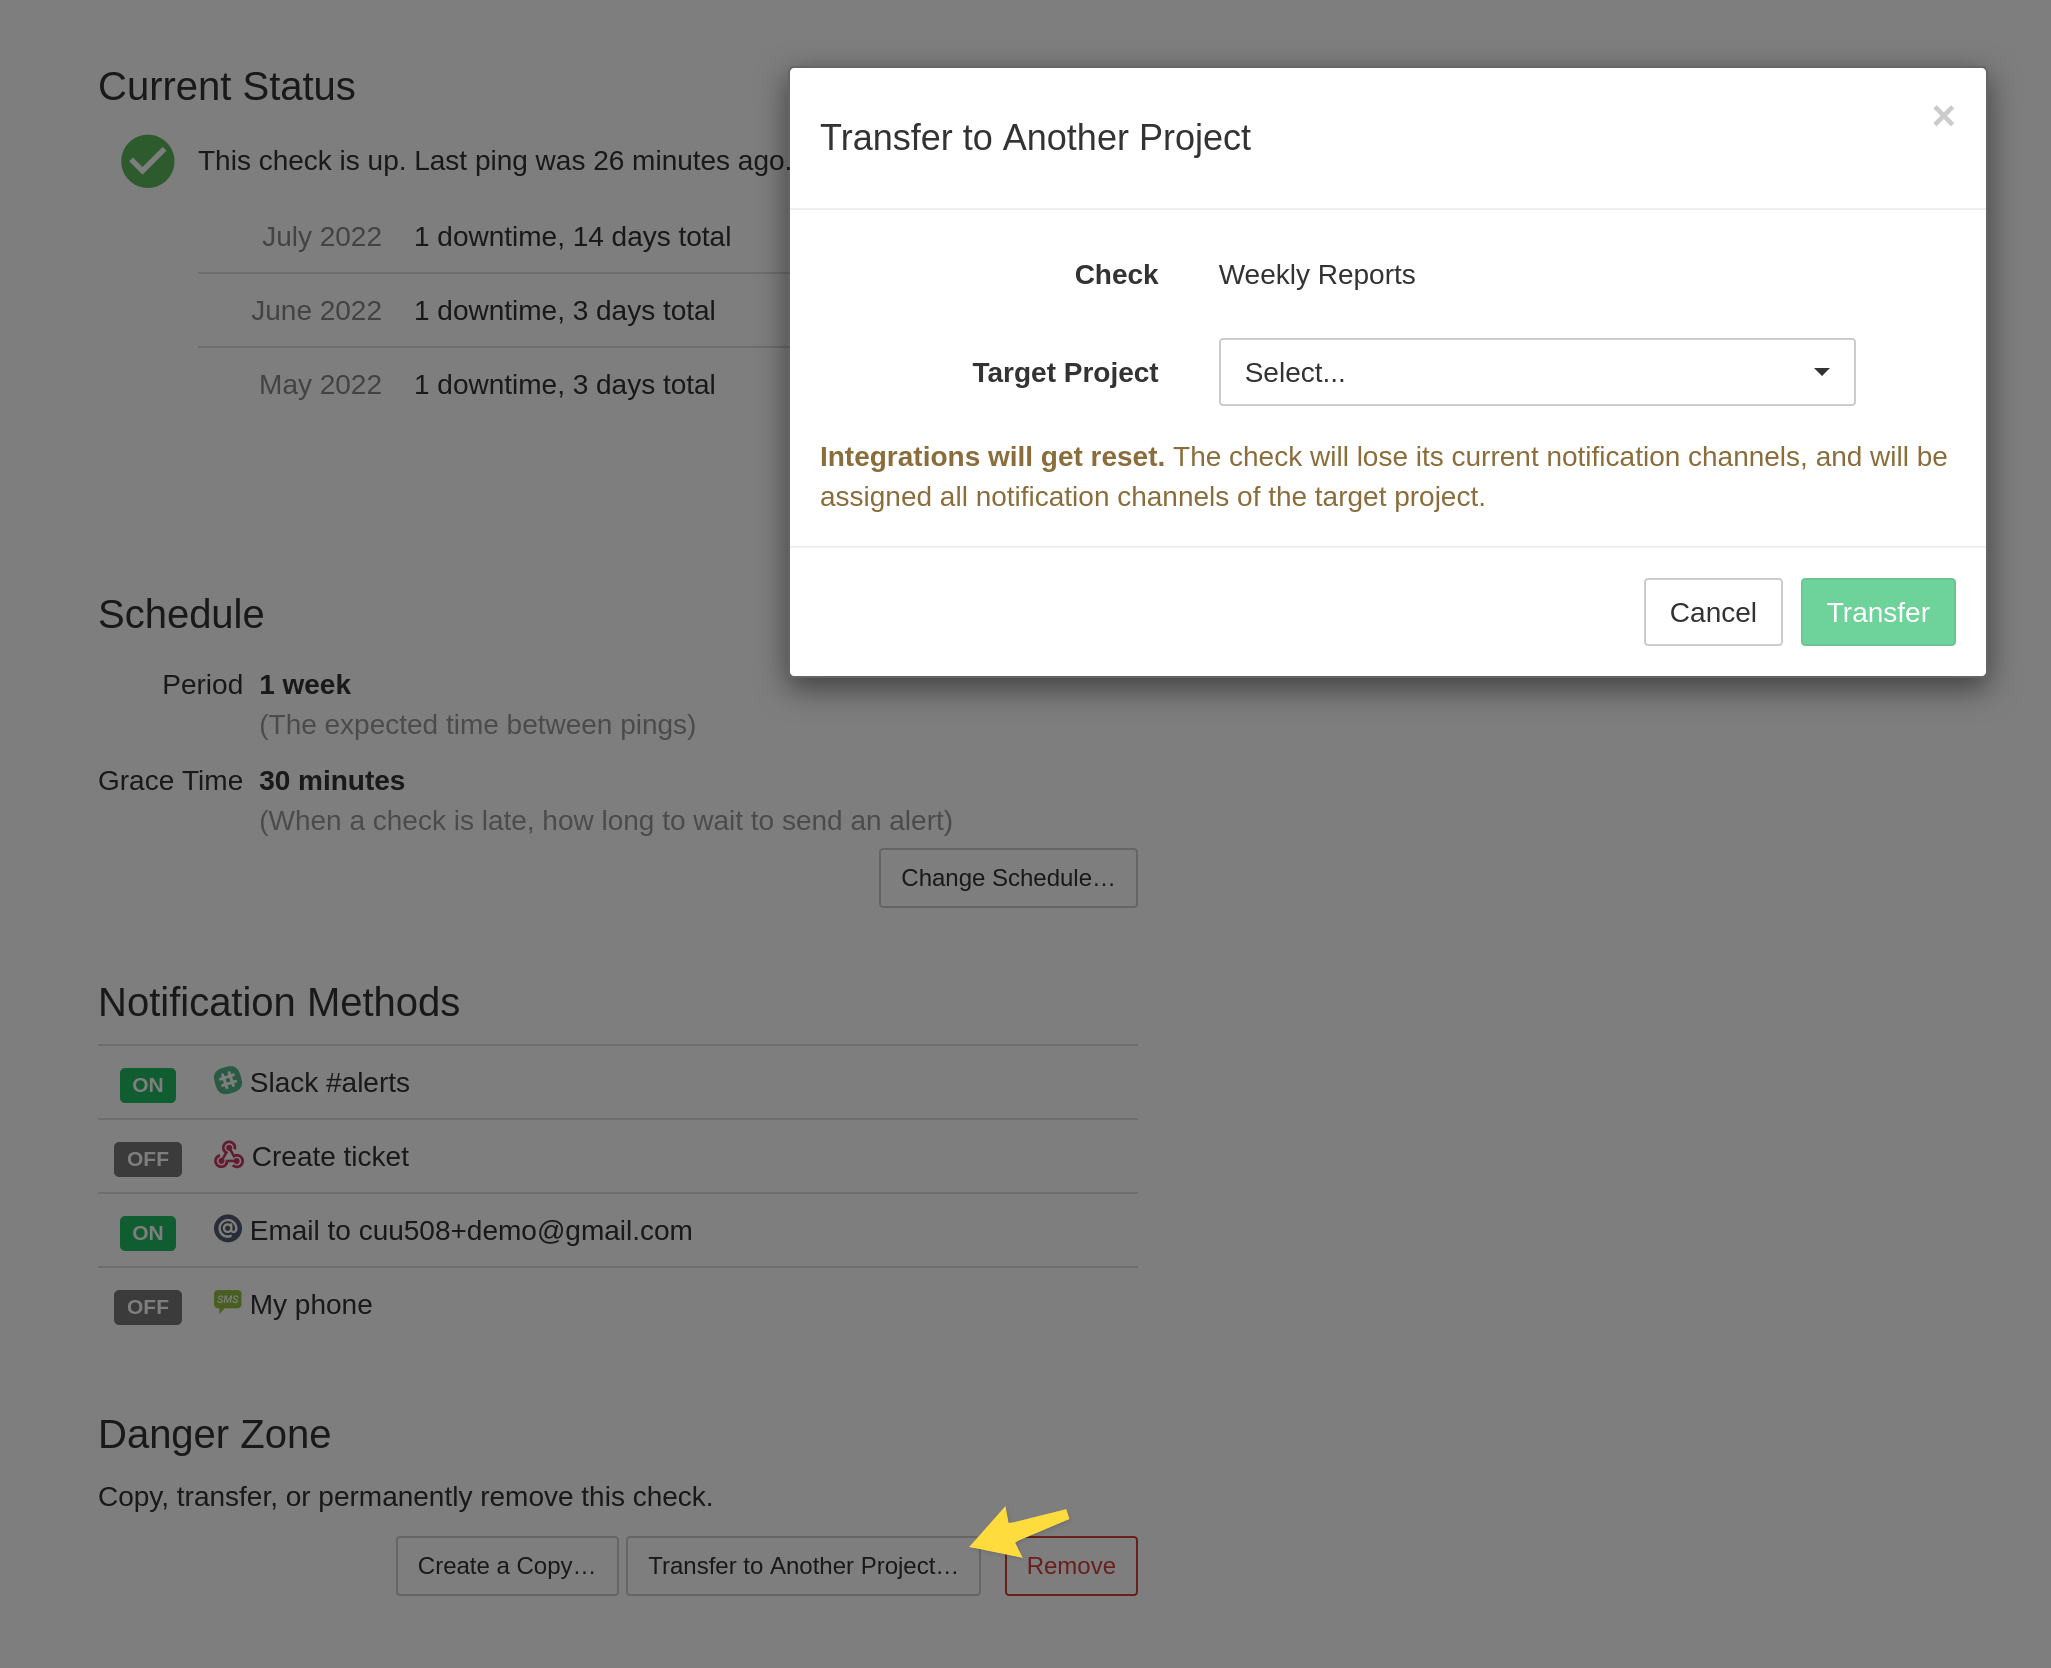 Current Status
This check is up. Last ping was 26 minutes ago.
July 2022 1 downtime, 14 days total
June 2022 1 downtime, 3 days total
May 2022 1 downtime, 3 days total
Transfer to Another Project
×
Check Weekly Reports
Target Project Select...
Integrations will get reset. The check will lose its current notification channels, and will be
assigned all notification channels of the target project.
Cancel Transfer
Schedule
Period 1 week
(The expected time between pings)
Grace Time 30 minutes
(When a check is late, how long to wait to send an alert)
Change Schedule…
Notification Methods
ON Slack #alerts
OFF Create ticket
ON @ Email to cuu508+demo@gmail.com
OFF SMS My phone
Danger Zone
Copy, transfer, or permanently remove this check.
Create a Copy… Transfer to Another Project… Remove